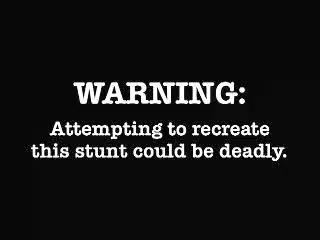 WARNING:
Attempting to recreate
this stunt could be deadly.